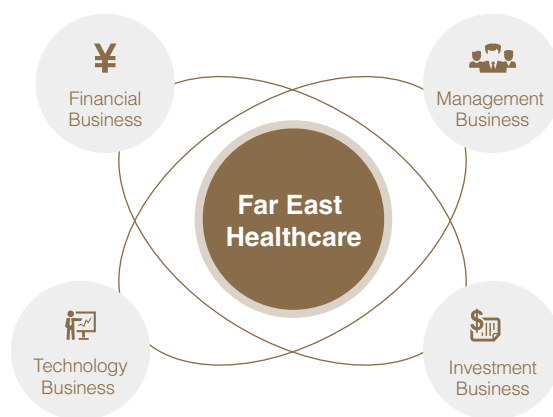 ¥
Financial
Business
Management
Business
Far East
Healthcare
$
Technology
Business
Investment
Business